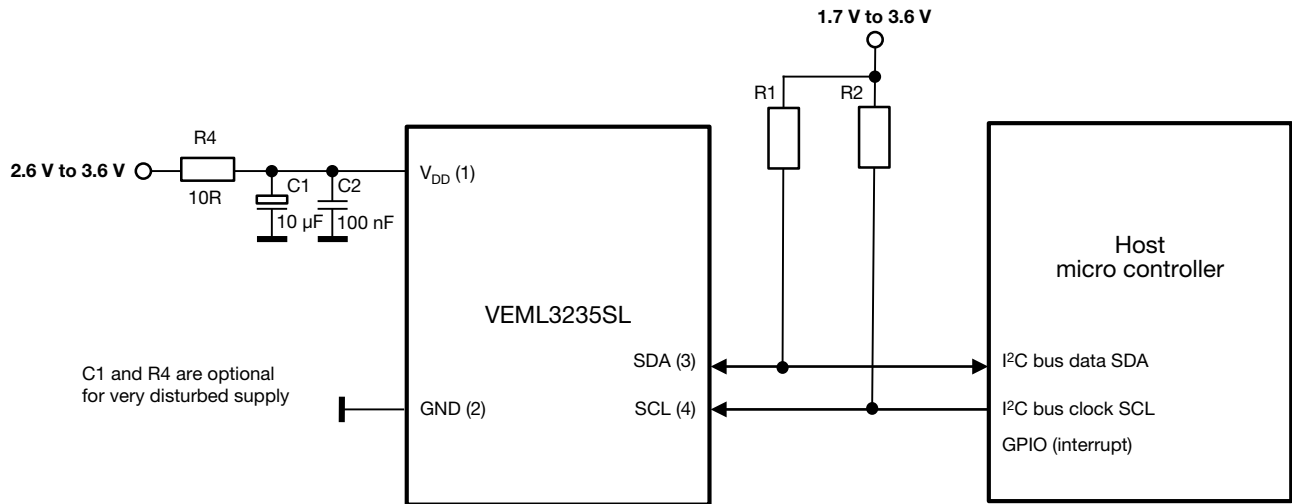 1.7 V to 3.6 V
R1
R2
R4
2.6 V to 3.6 V
10R
C1
C2
10 µF
100 nF
V_DD (1)
Host
micro controller
VEML3235SL
SDA (3)
I²C bus data SDA
C1 and R4 are optional
for very disturbed supply
GND (2)
SCL (4)
I²C bus clock SCL
GPIO (interrupt)